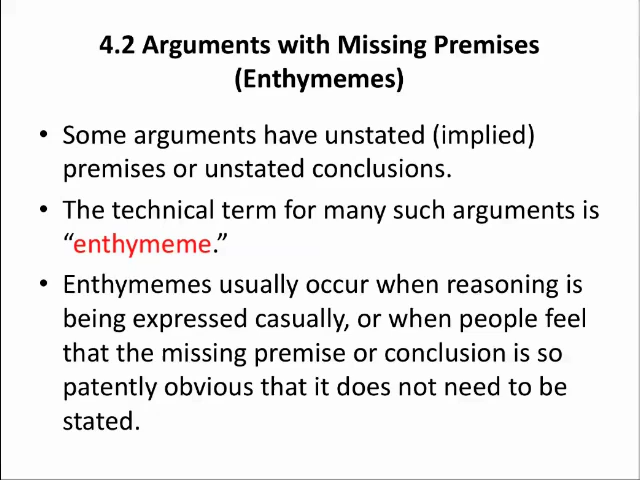 4.2 Arguments with Missing Premises
(Enthymemes)
• Some arguments have unstated (implied)
premises or unstated conclusions.
• The technical term for many such arguments is
“enthymeme.”
• Enthymemes usually occur when reasoning is
being expressed casually, or when people feel
that the missing premise or conclusion is so
patently obvious that it does not need to be
stated.